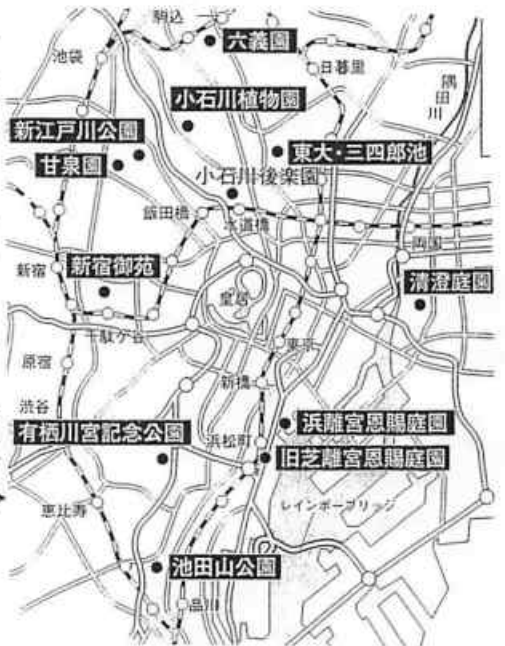 駒込
六義園
池袋
日暮里
隅田川
小石川植物園
新江戸川公園
東大・三四郎池
甘泉園
小石川後楽園
飯田橋
水道橋
両国
新宿
新宿御苑
清澄庭園
皇居
千駄ケ谷
東京
原宿
新橋
渋谷
有栖川宮記念公園
浜離宮恩賜庭園
浜松町
旧芝離宮恩賜庭園
レインボーブリッジ
恵比寿
池田山公園
品川